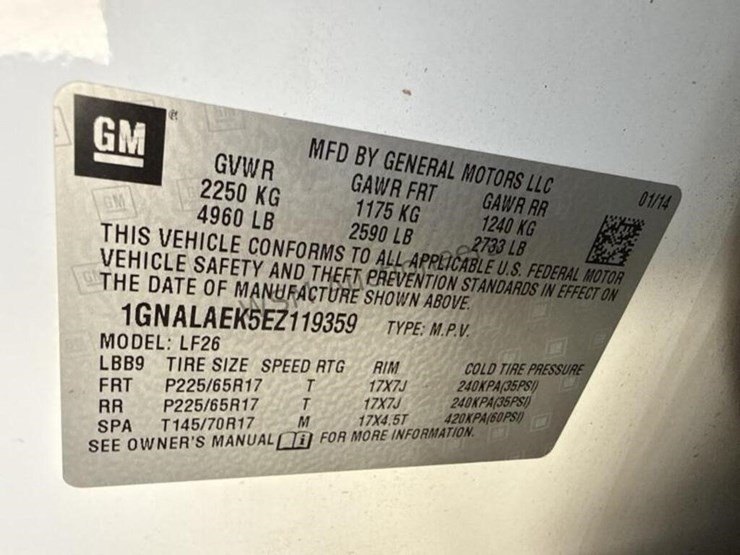 GM ®
MFD BY GENERAL MOTORS LLC 01/14
GVWR GAWR FRT GAWR RR
2250 KG 1175 KG 1240 KG
4960 LB 2590 LB 2733 LB
THIS VEHICLE CONFORMS TO ALL APPLICABLE U.S. FEDERAL MOTOR
VEHICLE SAFETY AND THEFT PREVENTION STANDARDS IN EFFECT ON
THE DATE OF MANUFACTURE SHOWN ABOVE.
1GNALAEK5EZ119359 TYPE: M.P.V.
MODEL: LF26
LBB9 TIRE SIZE SPEED RTG RIM COLD TIRE PRESSURE
FRT P225/65R17 T 17X7J 240KPA(35PSI)
RR P225/65R17 T 17X7J 240KPA(35PSI)
SPA T145/70R17 M 17X4.5T 420KPA(60PSI)
SEE OWNER'S MANUAL i FOR MORE INFORMATION.